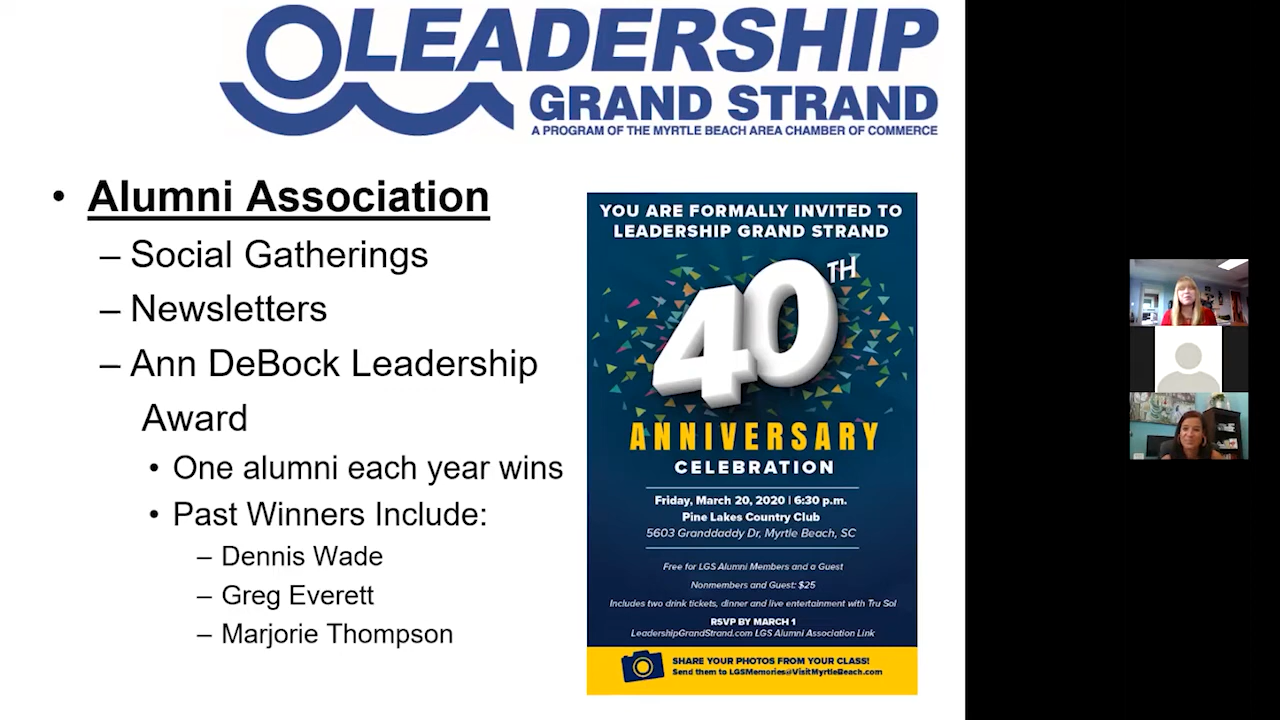 LEADERSHIP
GRAND STRAND
A PROGRAM OF THE MYRTLE BEACH AREA CHAMBER OF COMMERCE
• Alumni Association
– Social Gatherings
– Newsletters
– Ann DeBock Leadership
Award
• One alumni each year wins
• Past Winners Include:
– Dennis Wade
– Greg Everett
– Marjorie Thompson
YOU ARE FORMALLY INVITED TO
LEADERSHIP GRAND STRAND
40TH
ANNIVERSARY
CELEBRATION
Friday, March 20, 2020 | 6:30 p.m.
Pine Lakes Country Club
5603 Granddaddy Dr, Myrtle Beach, SC
Free for LGS Alumni Members and a Guest
Nonmembers and Guest: $25
Includes two drink tickets, dinner and live entertainment with Tru Sol
RSVP BY MARCH 1
LeadershipGrandStrand.com LGS Alumni Association Link
SHARE YOUR PHOTOS FROM YOUR CLASS!
Send them to LGSMemories@VisitMyrtleBeach.com